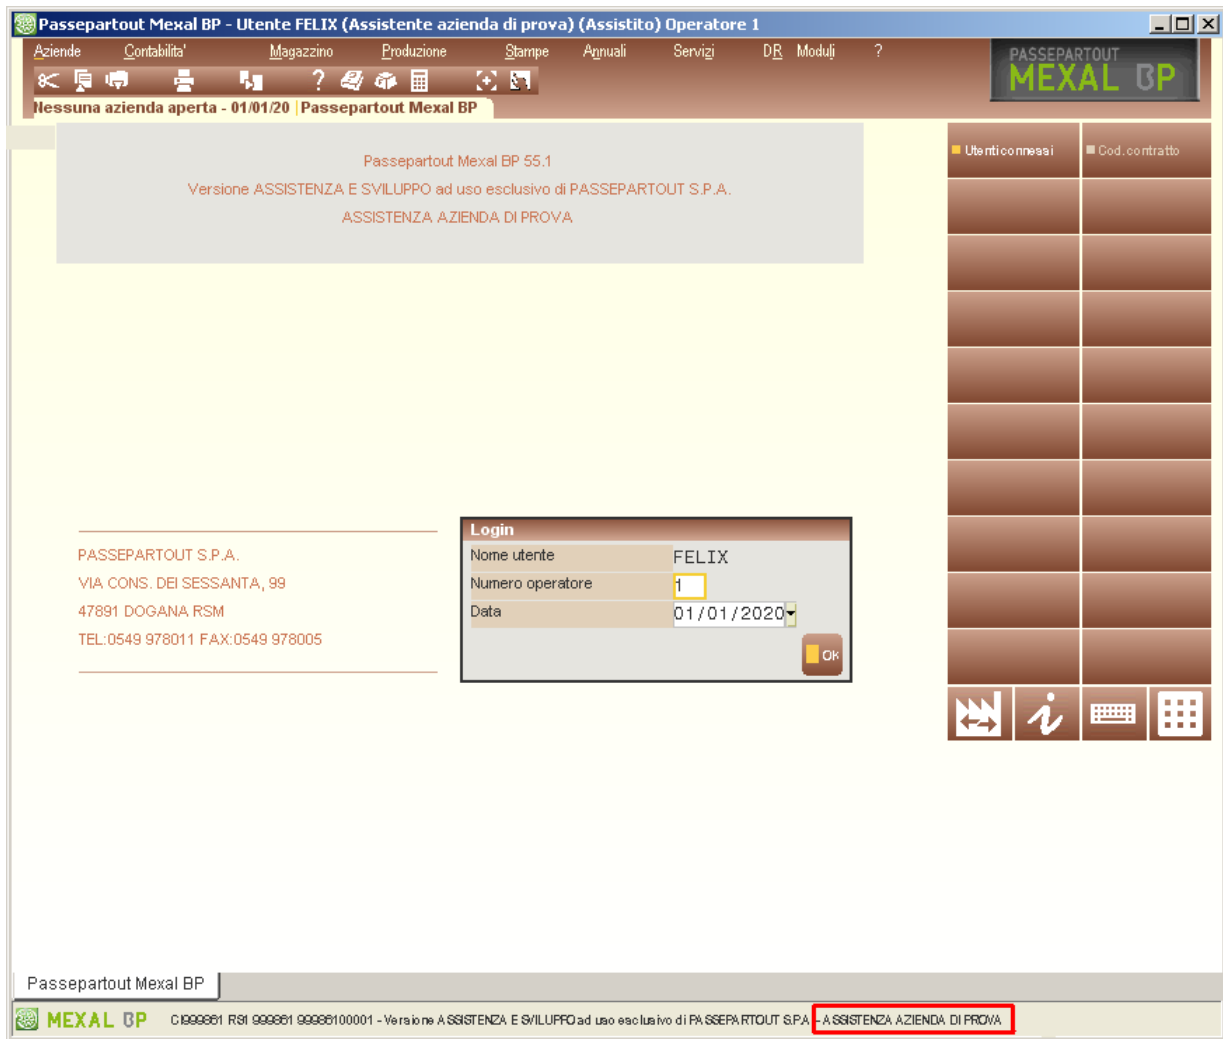 Passepartout Mexal BP - Utente FELIX (Assistente azienda di prova) (Assistito) Operatore 1
Aziende Contabilita' Magazzino Produzione Stampe Annuali Servizi DR Moduli ?
PASSEPARTOUT
MEXAL BP
Nessuna azienda aperta - 01/01/20 Passepartout Mexal BP
Passepartout Mexal BP 55.1
Versione ASSISTENZA E SVILUPPO ad uso esclusivo di PASSEPARTOUT S.P.A.
ASSISTENZA AZIENDA DI PROVA
Utenti connessi Cod.contratto
PASSEPARTOUT S.P.A.
VIA CONS. DEI SESSANTA, 99
47891 DOGANA RSM
TEL:0549 978011 FAX:0549 978005
Login
Nome utente FELIX
Numero operatore 1
Data 01/01/2020
Ok
Passepartout Mexal BP
MEXAL BP CI999861 RS1 999861 99986100001 - Versione ASSISTENZA E SVILUPPO ad uso esclusivo di PASSEPARTOUT S.P.A. - ASSISTENZA AZIENDA DI PROVA